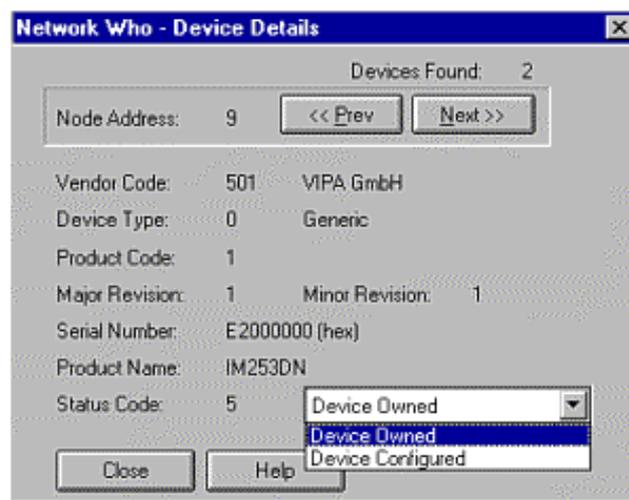 Network Who - Device Details
Devices Found: 2
Node Address: 9 << Prev Next >>
Vendor Code: 501 VIPA GmbH
Device Type: 0 Generic
Product Code: 1
Major Revision: 1 Minor Revision: 1
Serial Number: E2000000 (hex)
Product Name: IM253DN
Status Code: 5 Device Owned
Device Owned
Device Configured
Close Help